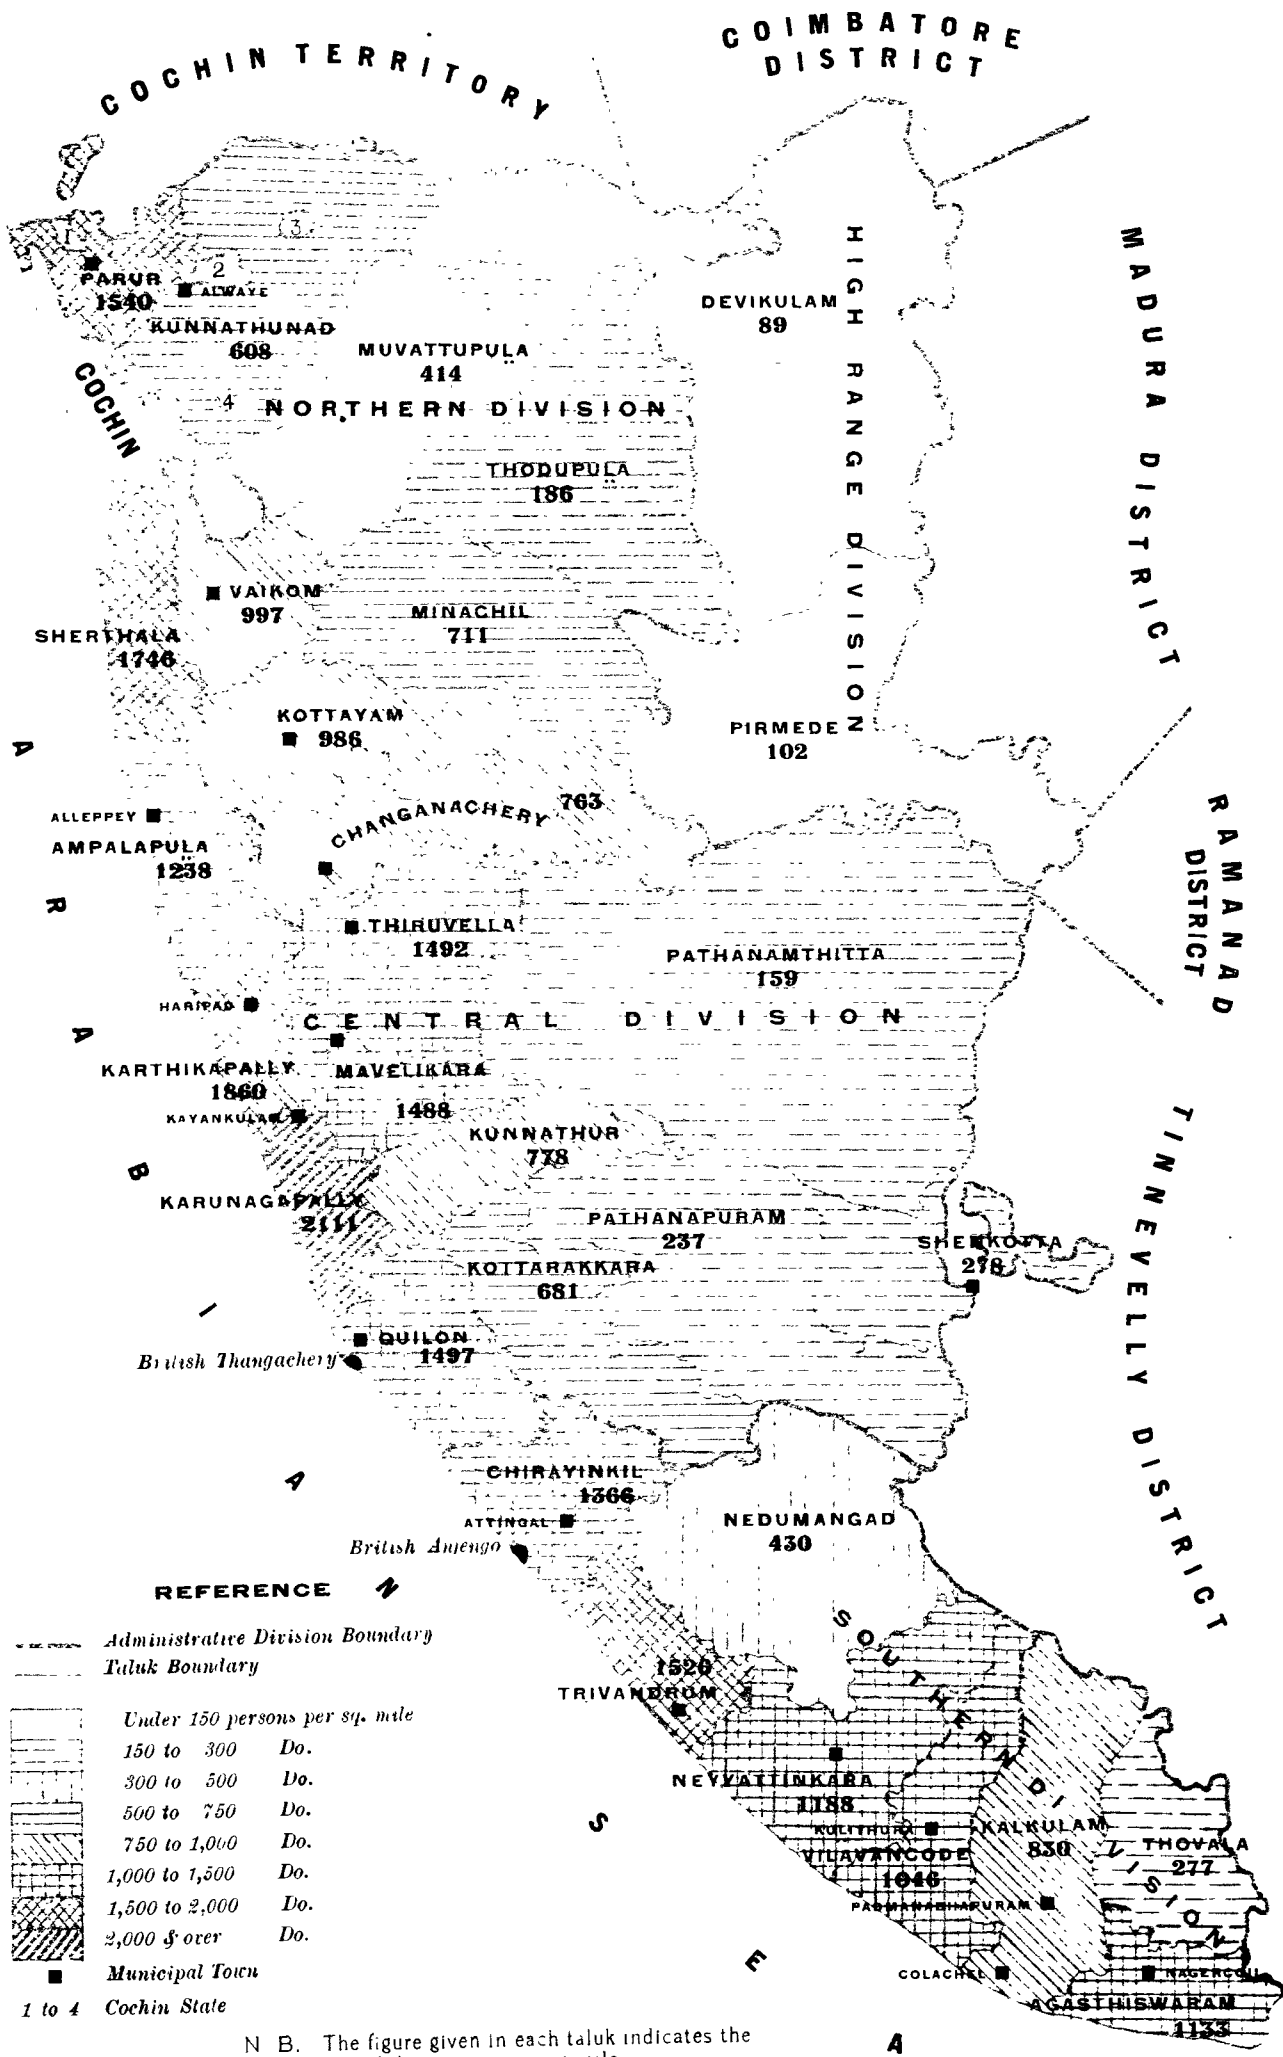 COIMBATORE
DISTRICT
COCHIN TERRITORY
MADURA DISTRICT
HIGH RANGE DIVISION
1
3
2
PARUR
1540
ALWAYE
DEVIKULAM
89
KUNNATHUNAD
608
MUVATTUPULA
414
COCHIN
4
NORTHERN DIVISION
THODUPULA
186
VAIKOM
997
MINACHIL
711
SHERTHALA
1746
KOTTAYAM
986
PIRMEDE
102
CHANGANACHERY
763
ALLEPPEY
AMPALAPULA
1238
RAMANAD
DISTRICT
THIRUVELLA
1492
PATHANAMTHITTA
159
HARIPAD
CENTRAL DIVISION
KARTHIKAPALLY
1860
MAVELIKARA
1488
KAYANKULAM
KUNNATHUR
778
TINNEVELLY DISTRICT
KARUNAGAPALLY
2111
PATHANAPURAM
237
SHENKOTTA
278
KOTTARAKKARA
681
QUILON
1497
British Thangachery
ARABIAN SEA
CHIRAYINKIL
1366
ATTINGAL
NEDUMANGAD
430
British Anjengo
SOUTHERN DIVISION
1520
TRIVANDRUM
NEYYATTINKARA
1188
KULITHURA
VILAVANCODE
1046
KALKULAM
830
THOVALA
277
PADMANABHAPURAM
COLACHEL
NAGERCOIL
AGASTHISWARAM
1133
REFERENCE
Administrative Division Boundary
Taluk Boundary
Under 150 persons per sq. mile
150 to 300 Do.
300 to 500 Do.
500 to 750 Do.
750 to 1,000 Do.
1,000 to 1,500 Do.
1,500 to 2,000 Do.
2,000 & over Do.
Municipal Town
1 to 4 Cochin State
N B. The figure given in each taluk indicates the